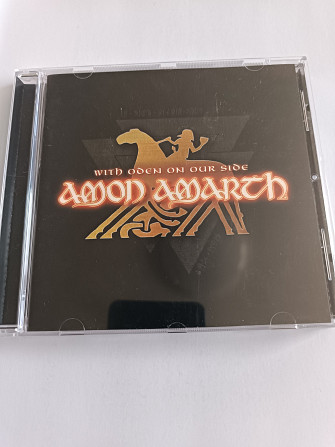 WITH ODEN ON OUR SIDE
AMON AMARTH